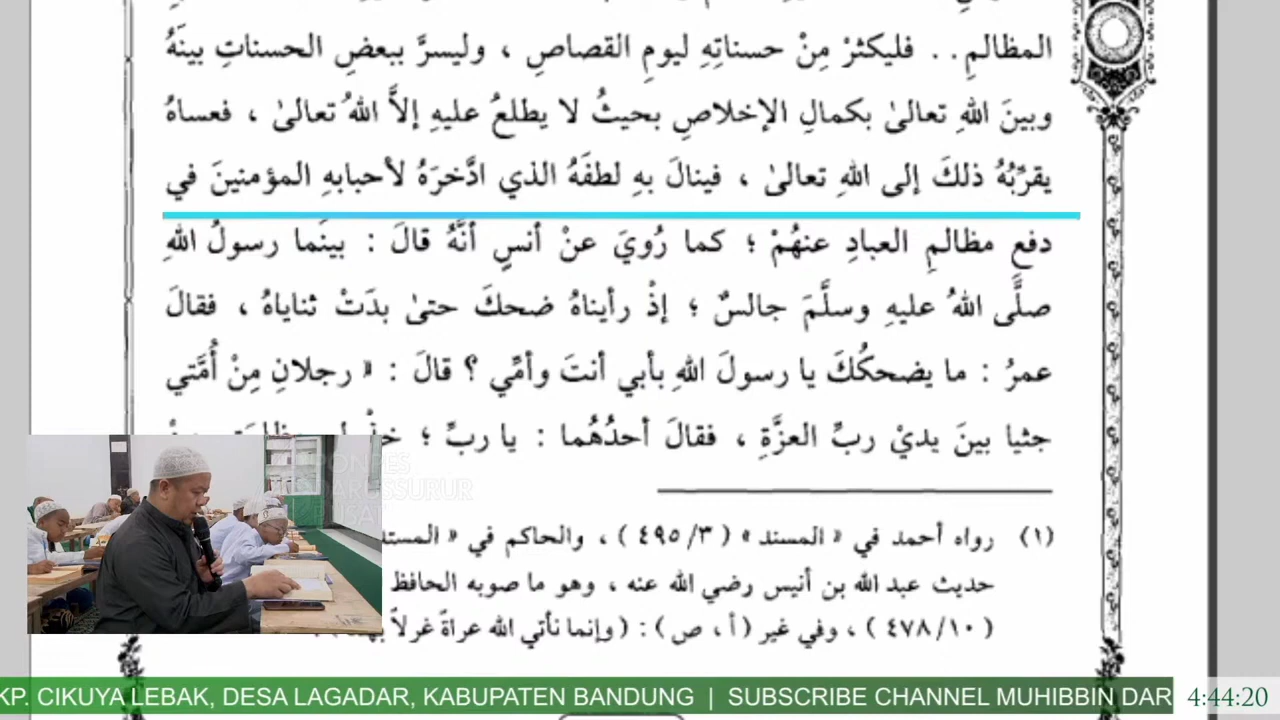 المظالمِ . . فليكثرْ مِنْ حسناتِهِ ليومِ القصاصِ ، وليسرَّ ببعضِ الحسناتِ بينَهُ
وبينَ اللهِ تعالىٰ بكمالِ الإخلاصِ بحيثُ لا يطلعُ عليهِ إلاَّ اللهُ تعالىٰ ، فعساهُ
يقرِّبُهُ ذلكَ إلى اللهِ تعالىٰ ، فينالَ بهِ لطفَهُ الذي ادَّخرَهُ لأحبابهِ المؤمنينَ في
دفعِ مظالمِ العبادِ عنهُمْ ؛ كما رُويَ عنْ أنسٍ أنَّهُ قالَ : بينَما رسولُ اللهِ
صلَّى اللهُ عليهِ وسلَّمَ جالسٌ ؛ إذْ رأيناهُ ضحكَ حتىٰ بدَتْ ثناياهُ ، فقالَ
عمرُ : ما يضحكُكَ يا رسولَ اللهِ بأبي أنتَ وأمِّي ؟ قالَ : « رجلانِ مِنْ أُمَّتي
جثيا بينَ يديْ ربِّ العزَّةِ ، فقالَ أحدُهُما : يا ربِّ ؛
(١) رواه أحمد في « المسند » ( ٤٩٥/٣ ) ، والحاكم في
حديث عبد الله بن أنيس رضي الله عنه ، وهو ما صوبه الحافظ
( ٤٧٨/١٠ ) ، وفي غير ( أ ، ص ) : ( وإنما نأتي الله عراةً غرلاً
KP. CIKUYA LEBAK, DESA LAGADAR, KABUPATEN BANDUNG | SUBSCRIBE CHANNEL MUHIBBIN DAR
4:44:20